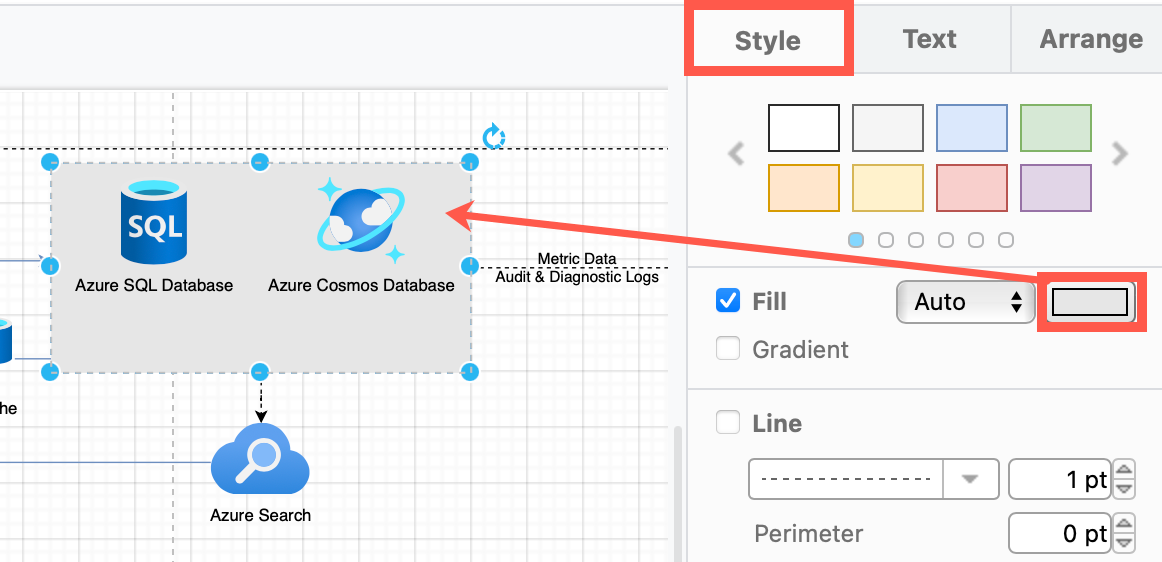 Style
Text
Arrange
SQL
Azure SQL Database
Azure Cosmos Database
Metric Data
Audit & Diagnostic Logs
Fill
Auto
Gradient
he
Line
1 pt
Azure Search
Perimeter
0 pt